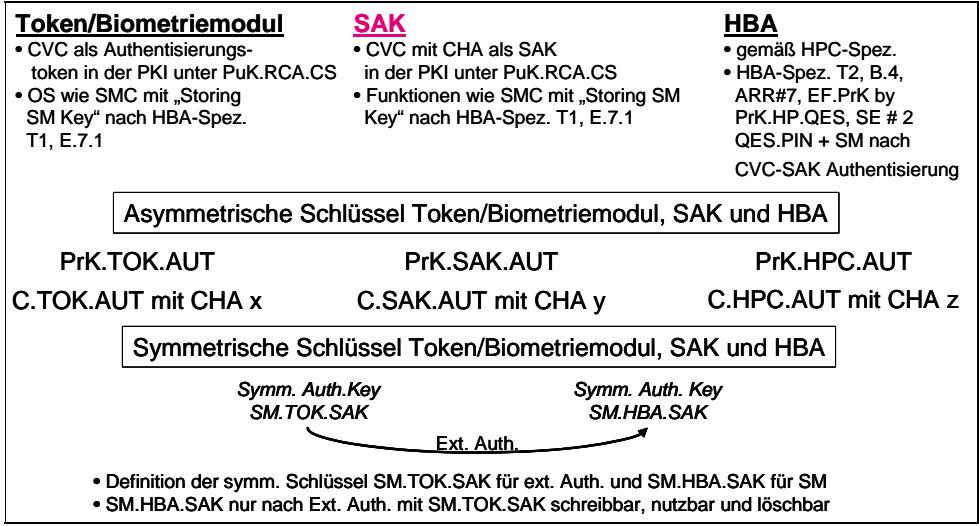 Token/Biometriemodul
• CVC als Authentisierungs-
token in der PKI unter PuK.RCA.CS
• OS wie SMC mit „Storing
SM Key“ nach HBA-Spez.
T1, E.7.1
SAK
• CVC mit CHA als SAK
in der PKI unter PuK.RCA.CS
• Funktionen wie SMC mit „Storing SM
Key“ nach HBA-Spez. T1, E.7.1
HBA
• gemäß HPC-Spez.
• HBA-Spez. T2, B.4,
ARR#7, EF.PrK by
PrK.HP.QES, SE # 2
QES.PIN + SM nach
CVC-SAK Authentisierung
Asymmetrische Schlüssel Token/Biometriemodul, SAK und HBA
PrK.TOK.AUT
PrK.SAK.AUT
PrK.HPC.AUT
C.TOK.AUT mit CHA x
C.SAK.AUT mit CHA y
C.HPC.AUT mit CHA z
Symmetrische Schlüssel Token/Biometriemodul, SAK und HBA
Symm. Auth.Key
SM.TOK.SAK
Symm. Auth. Key
SM.HBA.SAK
Ext. Auth.
• Definition der symm. Schlüssel SM.TOK.SAK für ext. Auth. und SM.HBA.SAK für SM
• SM.HBA.SAK nur nach Ext. Auth. mit SM.TOK.SAK schreibbar, nutzbar und löschbar